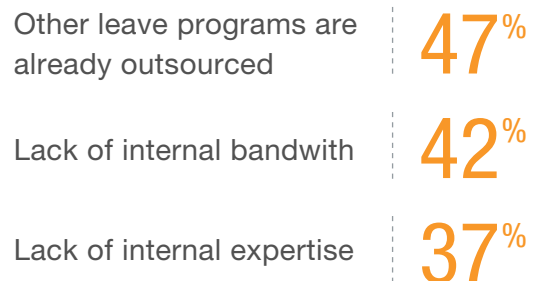 Other leave programs are
already outsourced
47%
Lack of internal bandwith
42%
Lack of internal expertise
37%